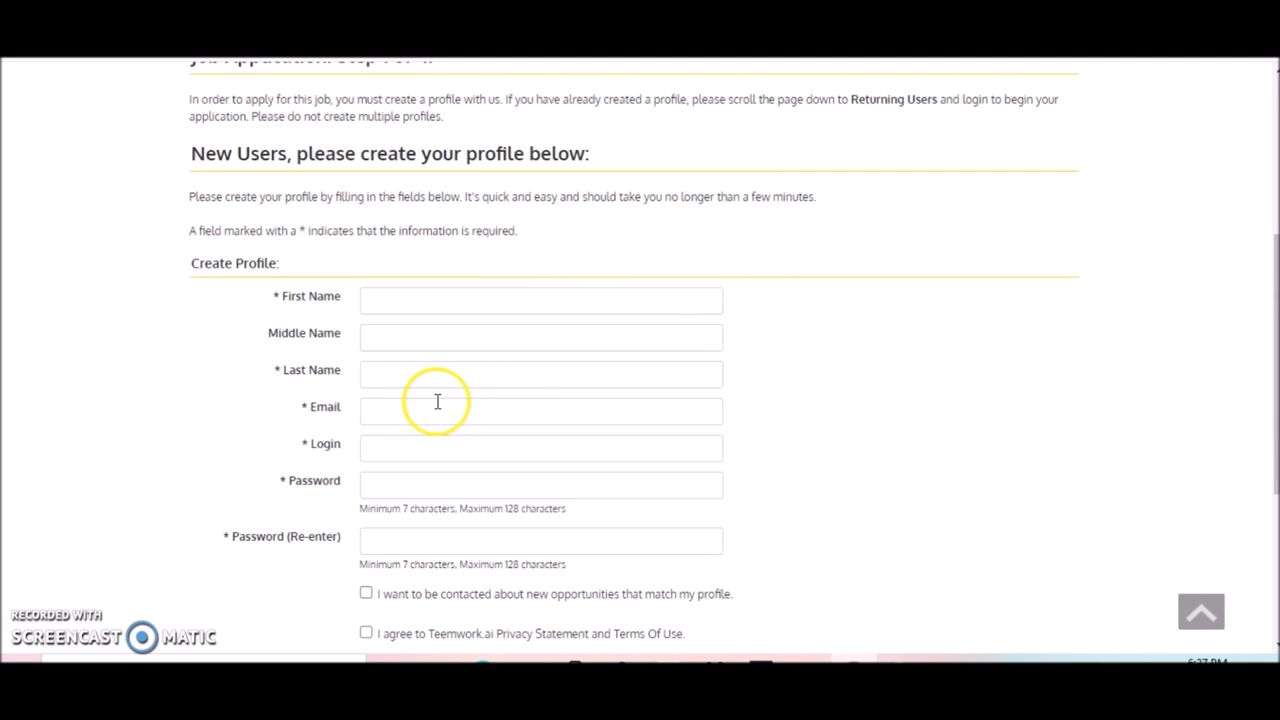 In order to apply for this job, you must create a profile with us. If you have already created a profile, please scroll the page down to Returning Users and login to begin your
application. Please do not create multiple profiles.
New Users, please create your profile below:
Please create your profile by filling in the fields below. It's quick and easy and should take you no longer than a few minutes.
A field marked with a * indicates that the information is required.
Create Profile:
* First Name
Middle Name
* Last Name
* Email
* Login
* Password
Minimum 7 characters, Maximum 128 characters
* Password (Re-enter)
Minimum 7 characters, Maximum 128 characters
I want to be contacted about new opportunities that match my profile.
I agree to Teemwork.ai Privacy Statement and Terms Of Use.
RECORDED WITH
SCREENCAST MATIC